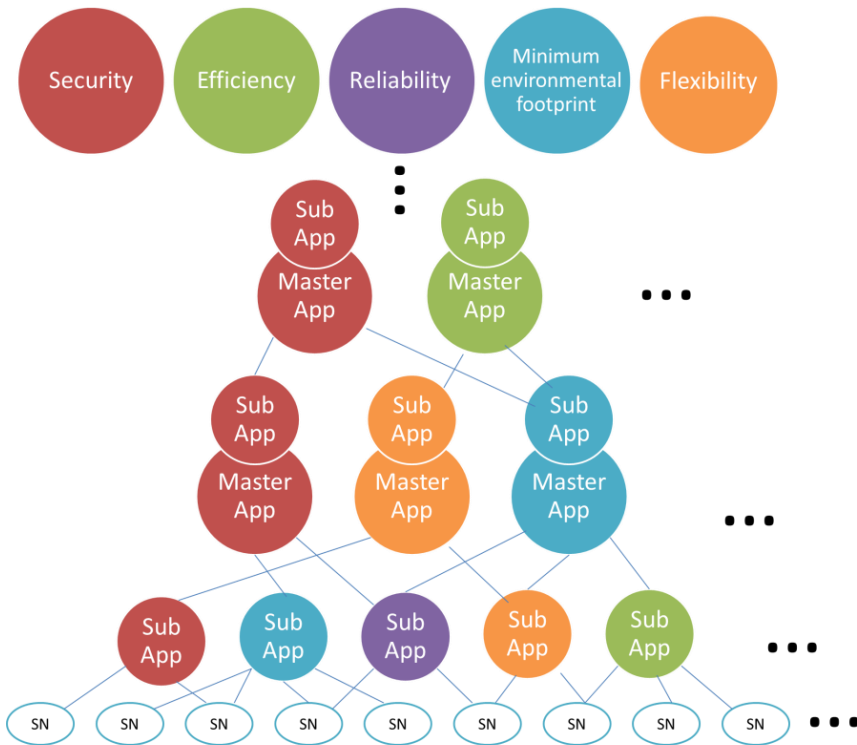 Security
Efficiency
Reliability
Minimum
environmental
footprint
Flexibility
Sub
App
Sub
App
Master
App
Master
App
Sub
App
Sub
App
Sub
App
Master
App
Master
App
Master
App
Sub
App
Sub
App
Sub
App
Sub
App
Sub
App
SN
SN
SN
SN
SN
SN
SN
SN
SN